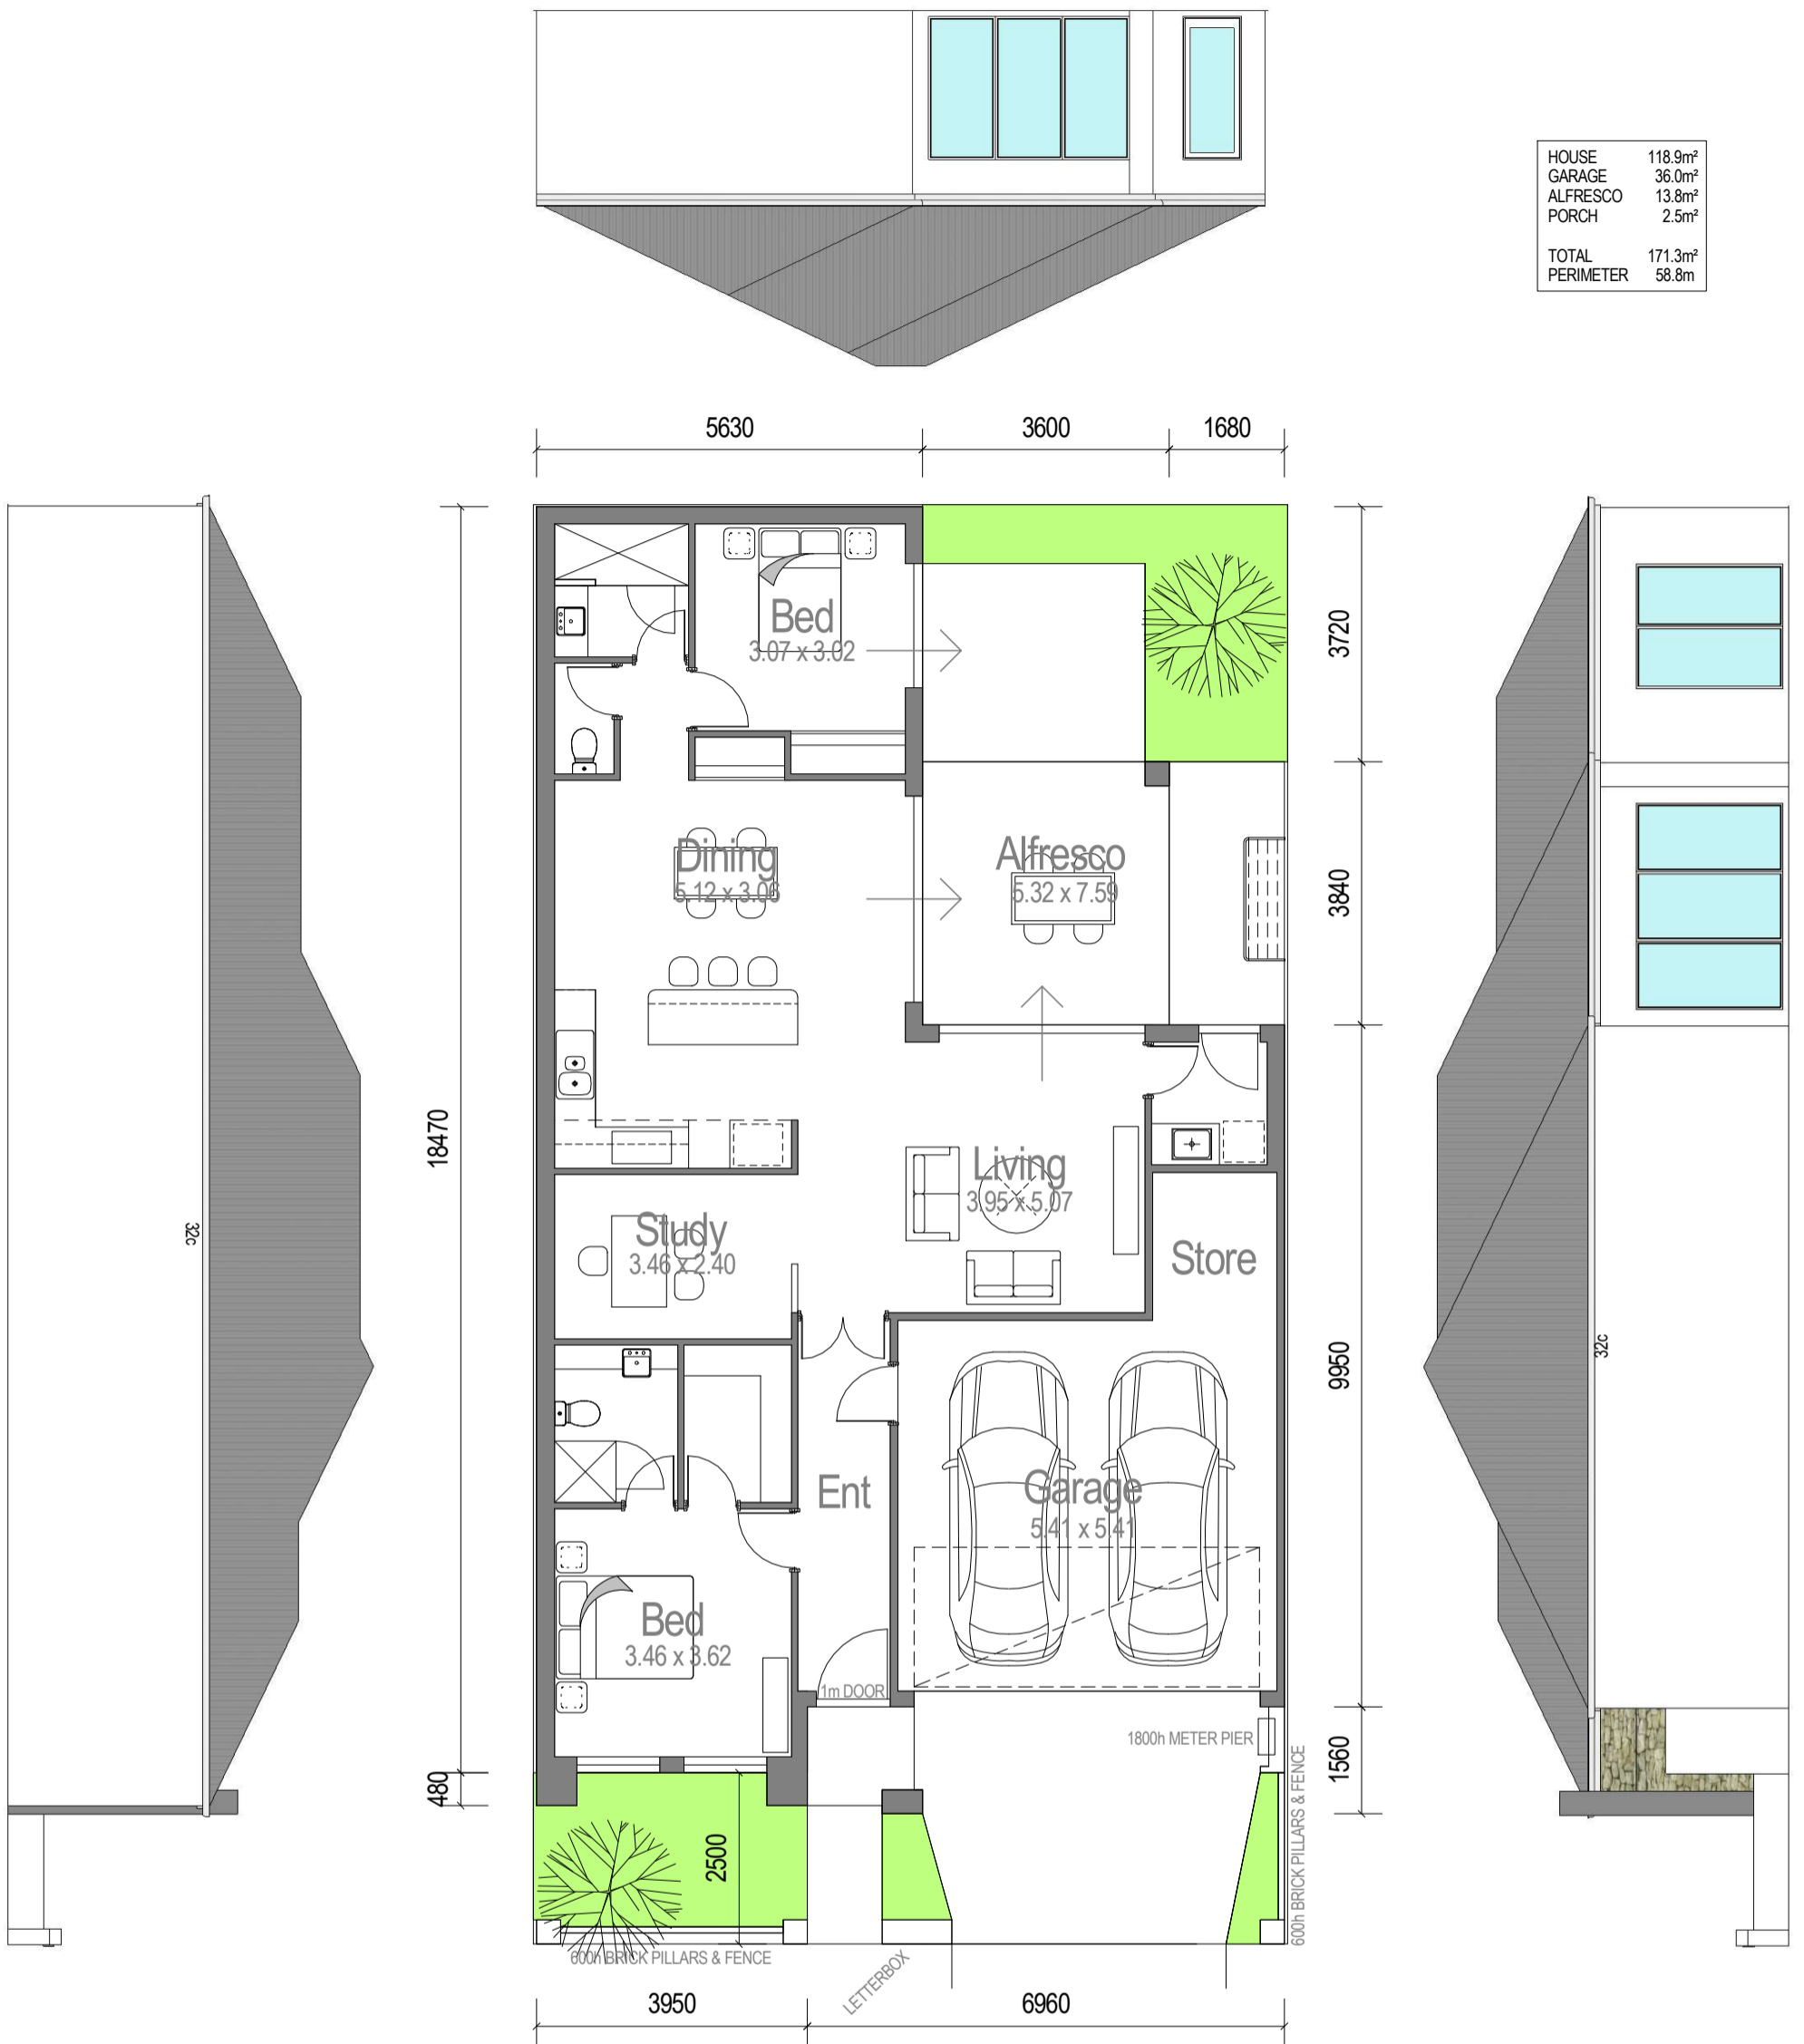 HOUSE 118.9m²
GARAGE 36.0m²
ALFRESCO 13.8m²
PORCH 2.5m²
TOTAL 171.3m²
PERIMETER 58.8m
5630 3600 1680
3720
Bed
3.07 x 3.02
Dining
5.12 x 3.06
Alfresco
5.32 x 7.59
3840
18470
Living
3.95 x 5.07
32c
Study
3.46 x 2.40
Store
32c
9950
Ent
Garage
5.41 x 5.41
Bed
3.46 x 3.62
1m DOOR
1800h METER PIER
1560
480
2500
600h BRICK PILLARS & FENCE
600h BRICK PILLARS & FENCE
LETTERBOX
3950 6960